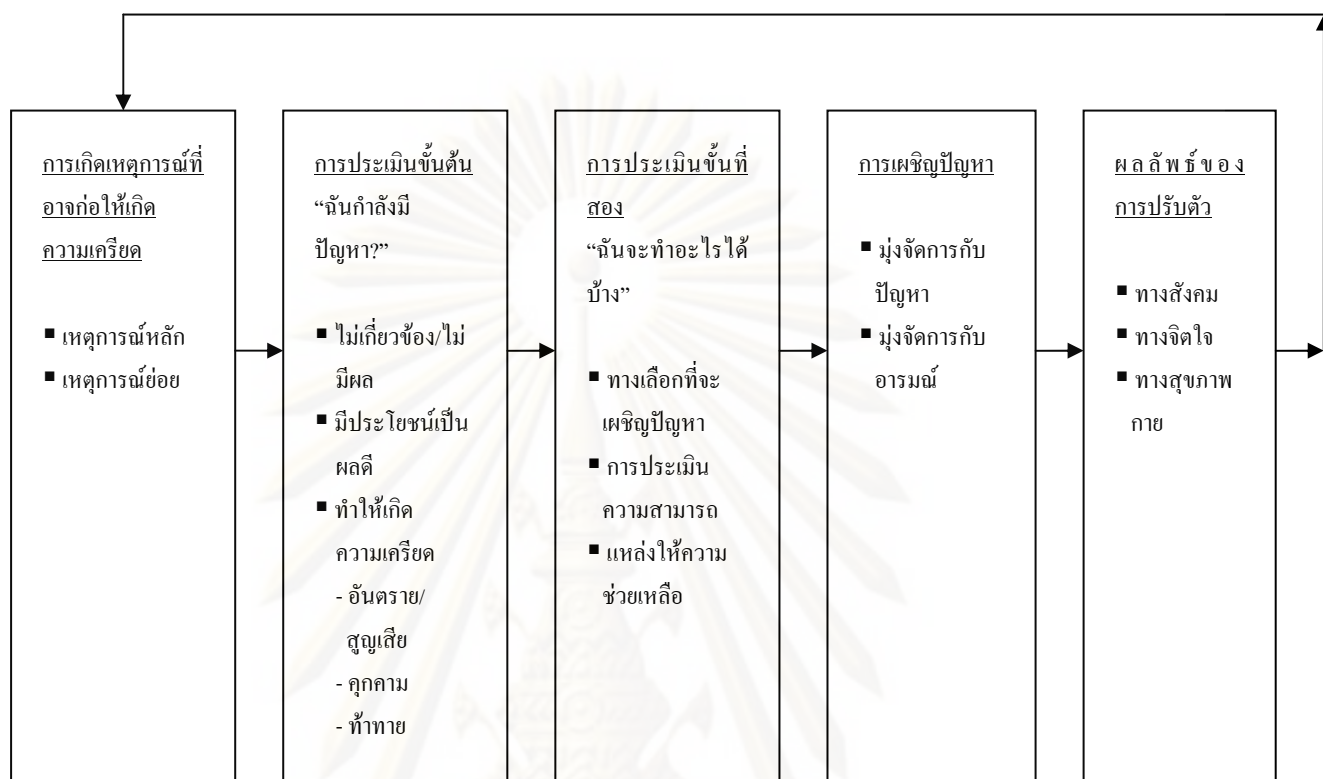 การเกิดเหตุการณ์ที่
อาจก่อให้เกิด
ความเครียด
■ เหตุการณ์หลัก
■ เหตุการณ์ย่อย
การประเมินขั้นต้น
“ฉันกำลังมี
ปัญหา?”
■ ไม่เกี่ยวข้อง/ไม่
มีผล
■ มีประโยชน์เป็น
ผลดี
■ ทำให้เกิด
ความเครียด
- อันตราย/
สูญเสีย
- คุกคาม
- ท้าทาย
การประเมินขั้นที่
สอง
“ฉันจะทำอะไรได้
บ้าง”
■ ทางเลือกที่จะ
เผชิญปัญหา
■ การประเมิน
ความสามารถ
■ แหล่งให้ความ
ช่วยเหลือ
การเผชิญปัญหา
■ มุ่งจัดการกับ
ปัญหา
■ มุ่งจัดการกับ
อารมณ์
ผลลัพธ์ของ
การปรับตัว
■ ทางสังคม
■ ทางจิตใจ
■ ทางสุขภาพ
กาย